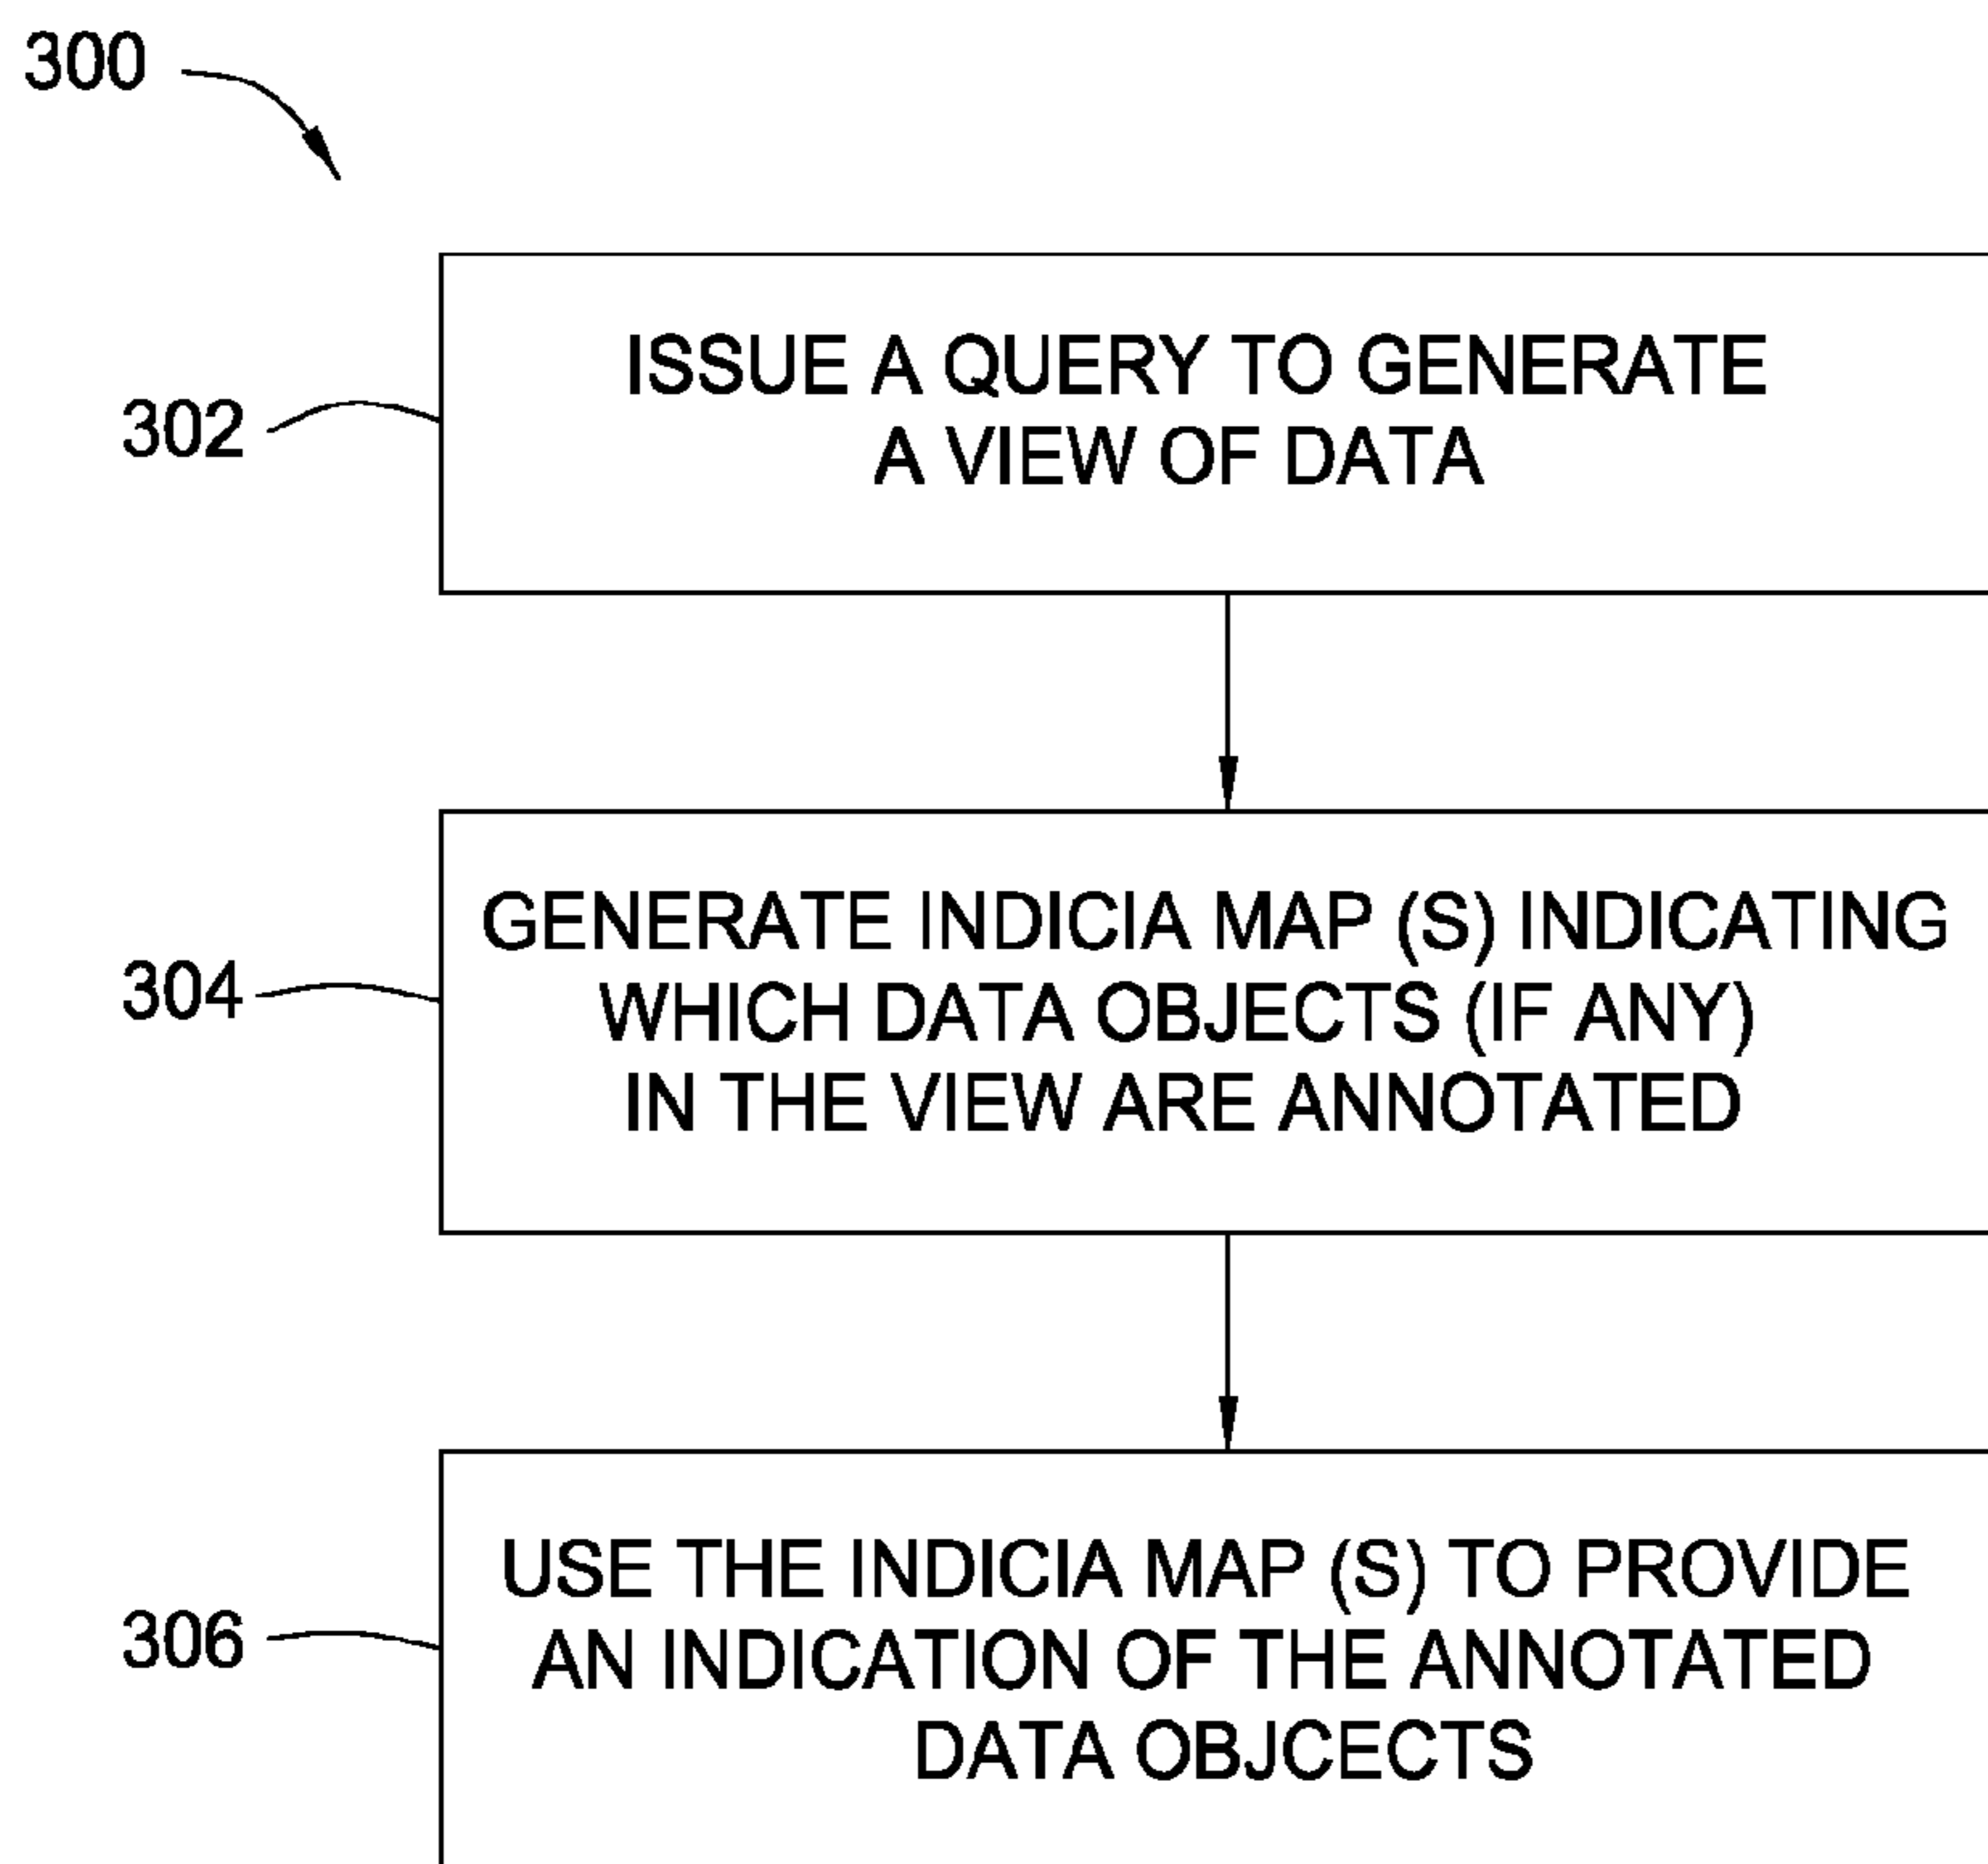 300
302
ISSUE A QUERY TO GENERATE
A VIEW OF DATA
304
GENERATE INDICIA MAP (S) INDICATING
WHICH DATA OBJECTS (IF ANY)
IN THE VIEW ARE ANNOTATED
306
USE THE INDICIA MAP (S) TO PROVIDE
AN INDICATION OF THE ANNOTATED
DATA OBJCECTS